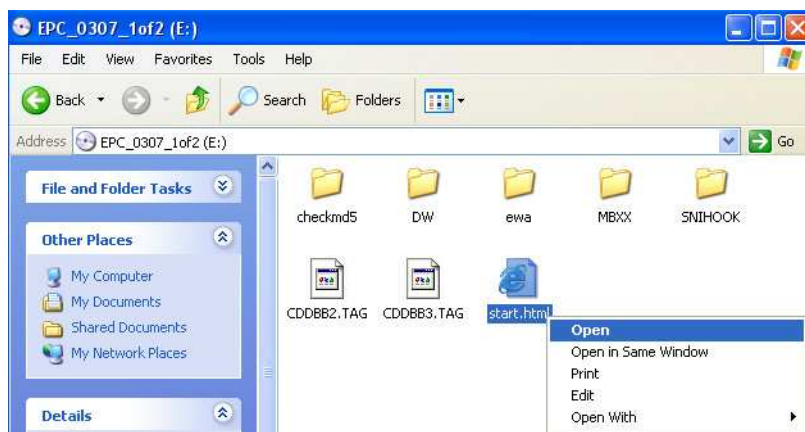 EPC_0307_1of2 (E:)
File Edit View Favorites Tools Help
Back Search Folders
Address EPC_0307_1of2 (E:) Go
File and Folder Tasks
Other Places
My Computer
My Documents
Shared Documents
My Network Places
Details
checkmd5 DW ewa MBXX SNIHOOK
CDDBB2.TAG CDDBB3.TAG start.html
Open
Open in Same Window
Print
Edit
Open With